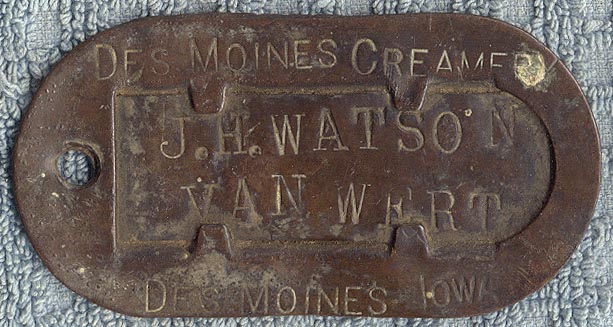 DES MOINES CREAMERY
J.H. WATSON
VAN WERT
DES MOINES IOWA